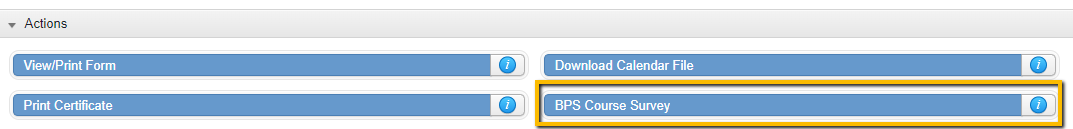 Actions
View/Print Form
Download Calendar File
Print Certificate
BPS Course Survey